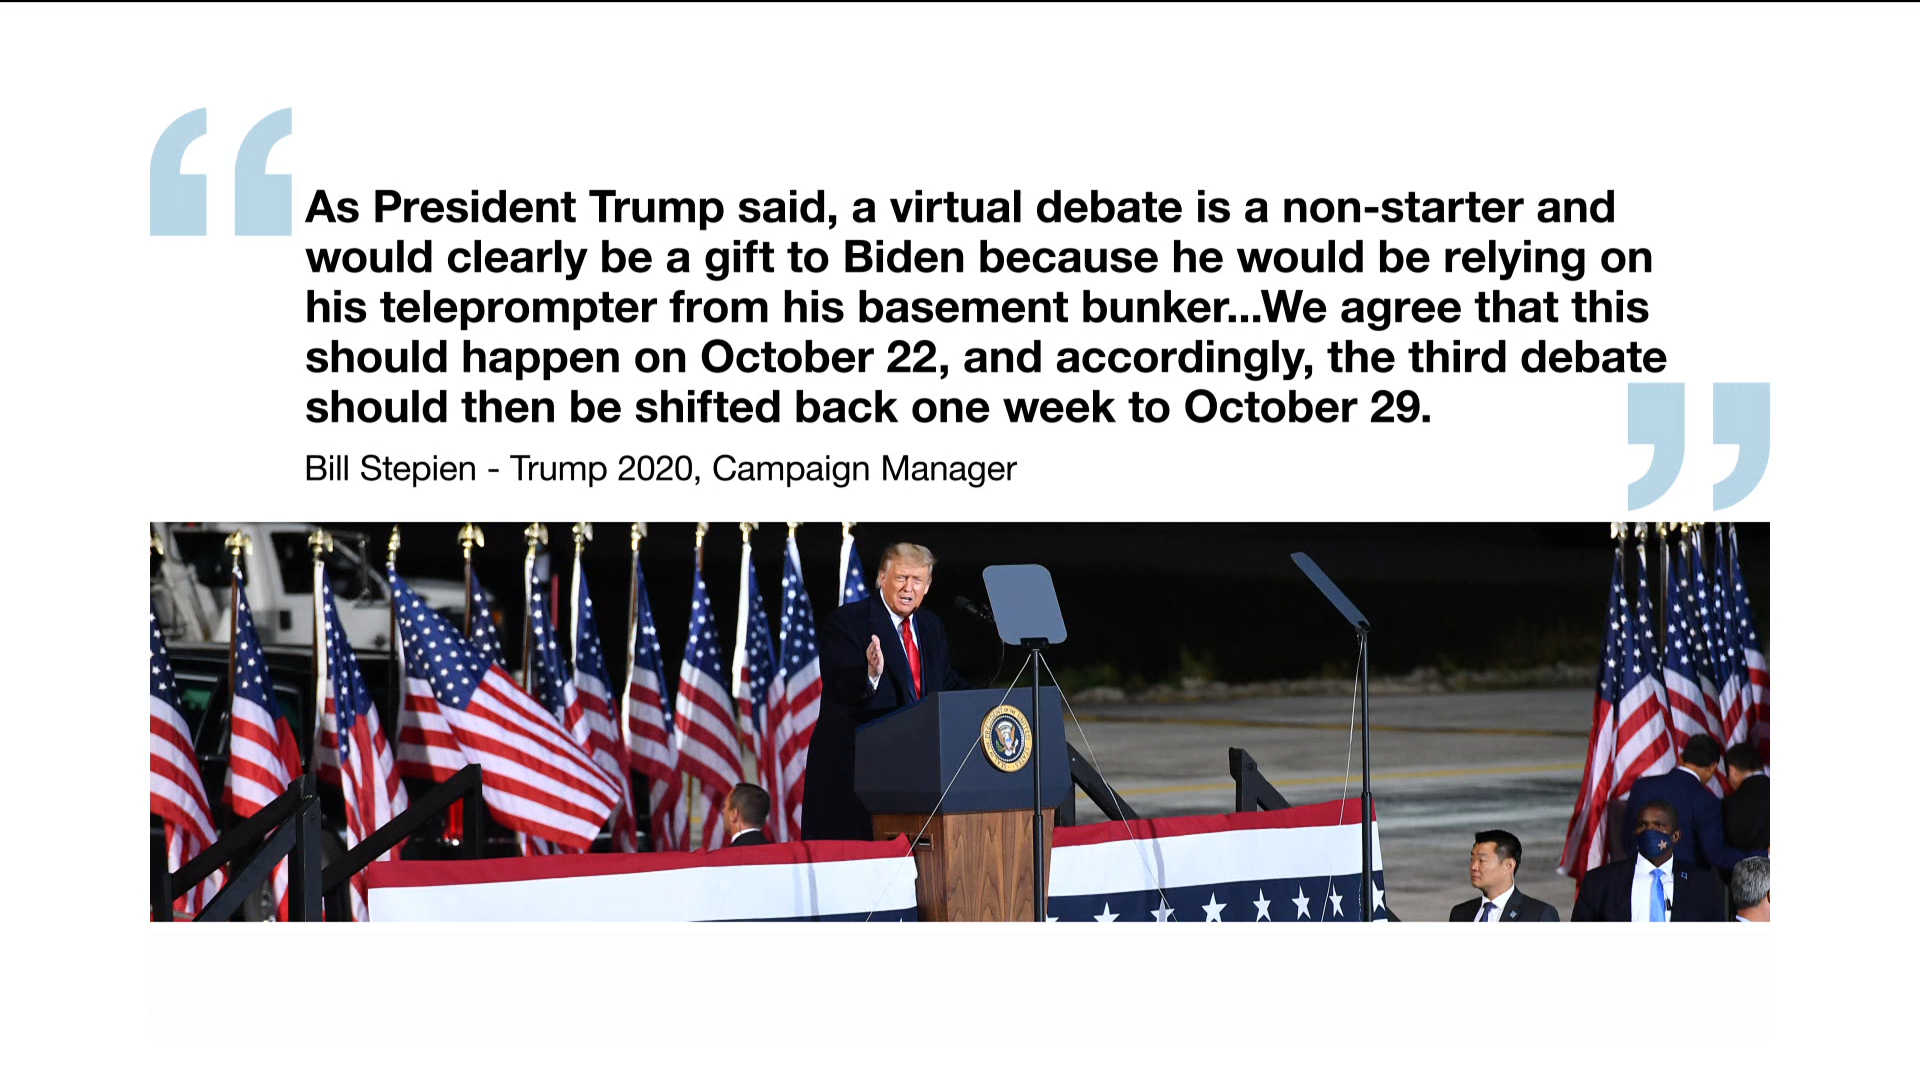 As President Trump said, a virtual debate is a non-starter and
would clearly be a gift to Biden because he would be relying on
his teleprompter from his basement bunker...We agree that this
should happen on October 22, and accordingly, the third debate
should then be shifted back one week to October 29.
Bill Stepien - Trump 2020, Campaign Manager